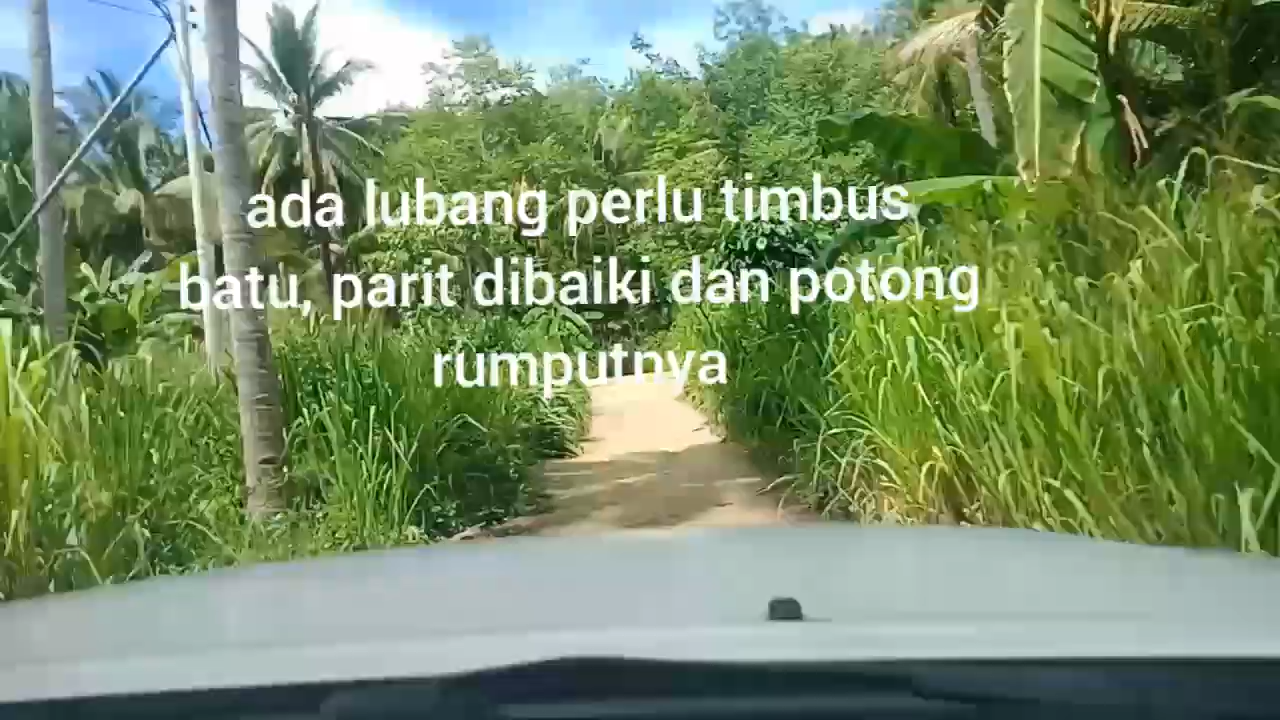 ada lubang perlu timbus
batu, parit dibaiki dan potong
rumputnya